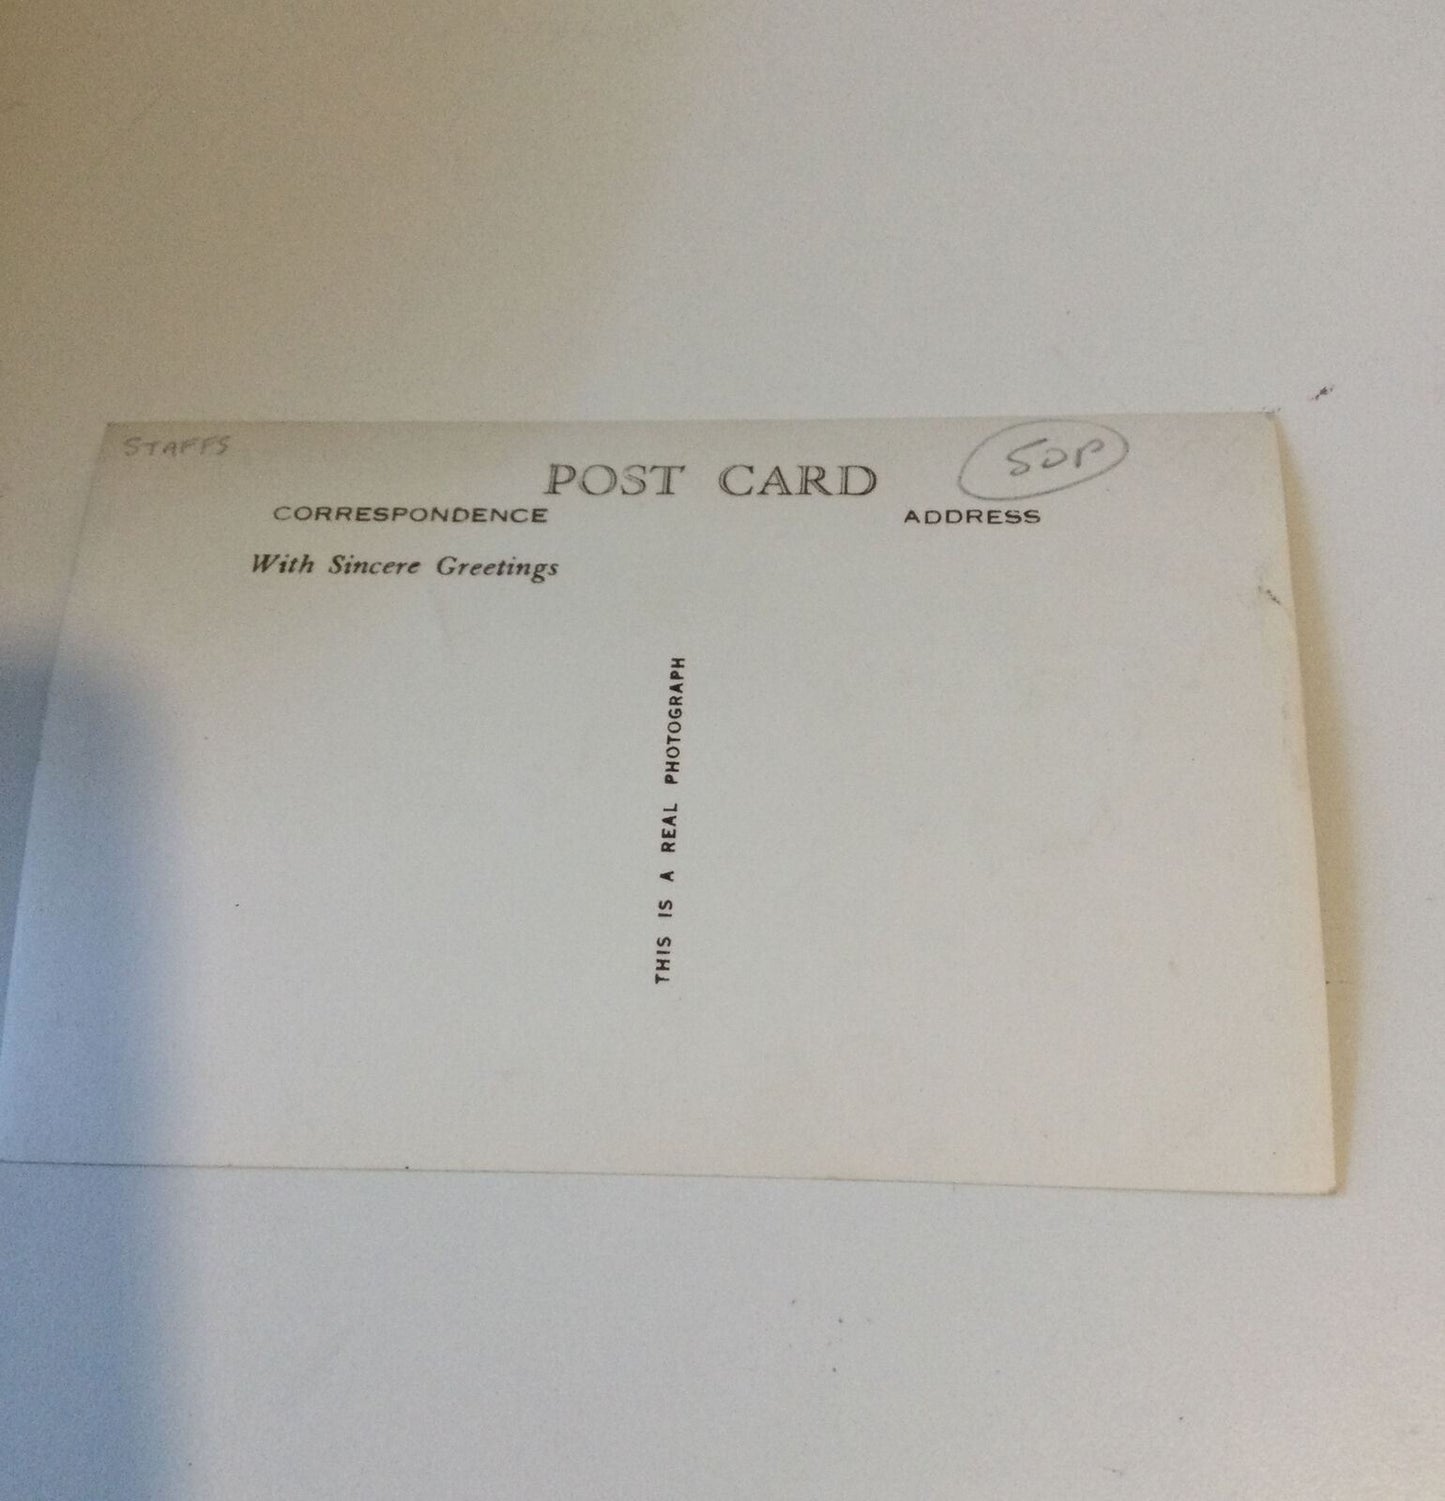 STAFFS
50P
POST CARD
CORRESPONDENCE
ADDRESS
With Sincere Greetings
THIS IS A REAL PHOTOGRAPH